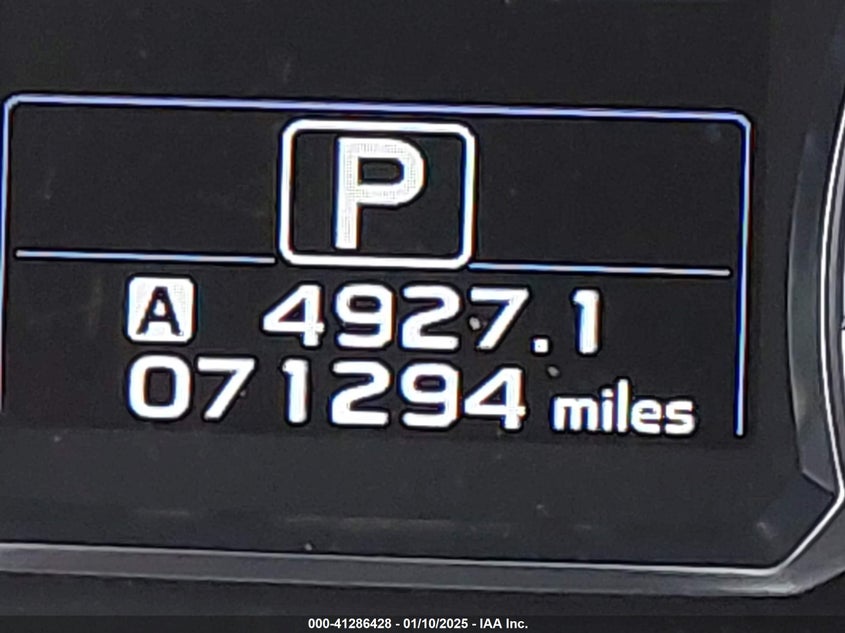 P
A 4927.1
071294 miles
000-41286428 - 01/10/2025 - IAA Inc.